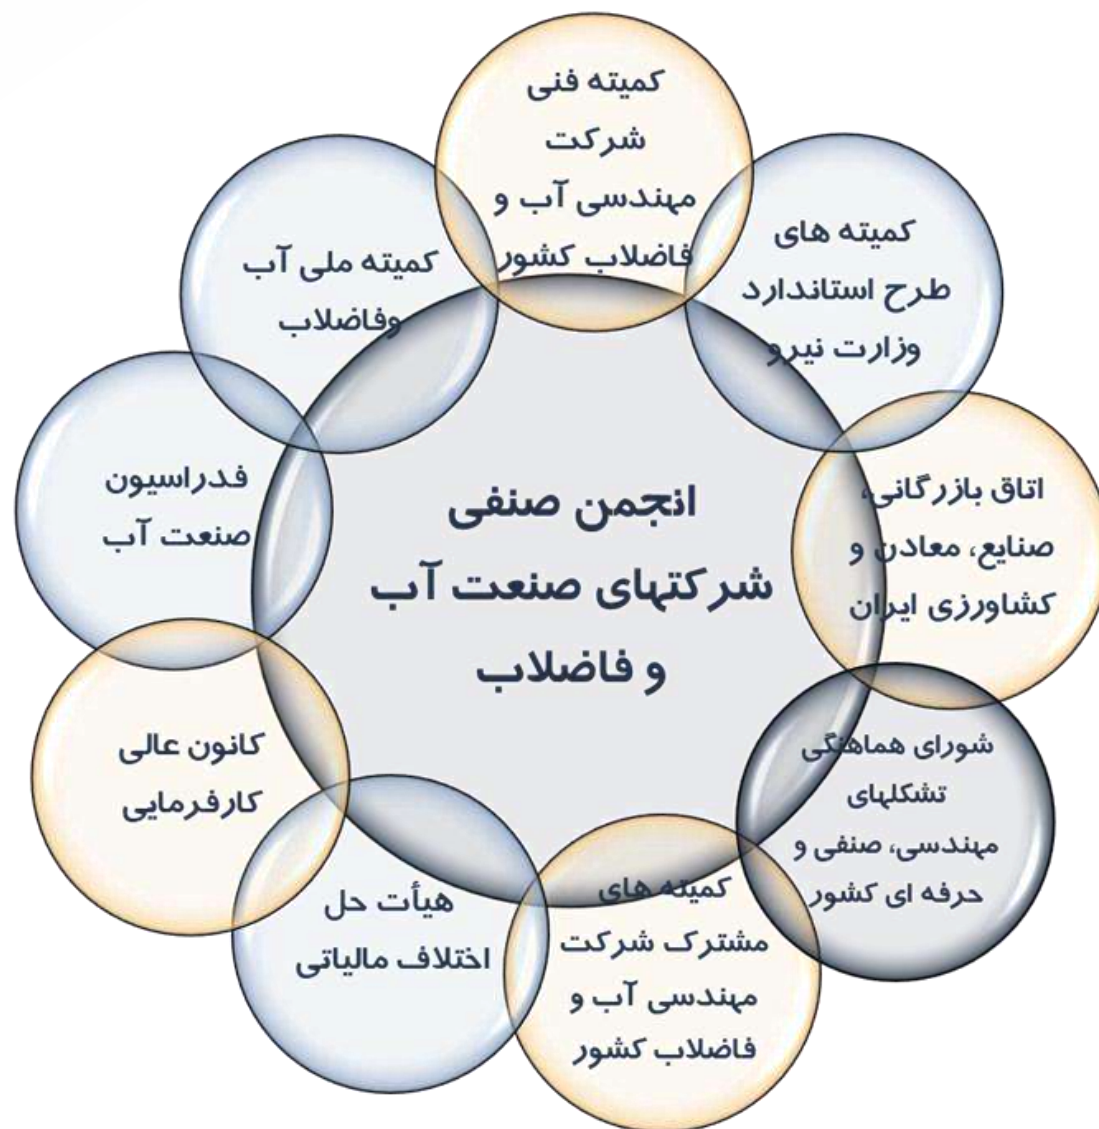 کمیته فنی
شرکت
مهندسی آب و
فاضلاب کشور
کمیته های
طرح استاندارد
وزارت نیرو
اتاق بازرگانی،
صنایع، معادن و
کشاورزی ایران
شورای هماهنگی
تشکلهای
مهندسی، صنفی و
حرفه ای کشور
کمیته های
مشترک شرکت
مهندسی آب و
فاضلاب کشور
هیأت حل
اختلاف مالیاتی
کانون عالی
کارفرمایی
فدراسیون
صنعت آب
کمیته ملی آب
وفاضلاب
انجمن صنفی
شرکتهای صنعت آب
و فاضلاب